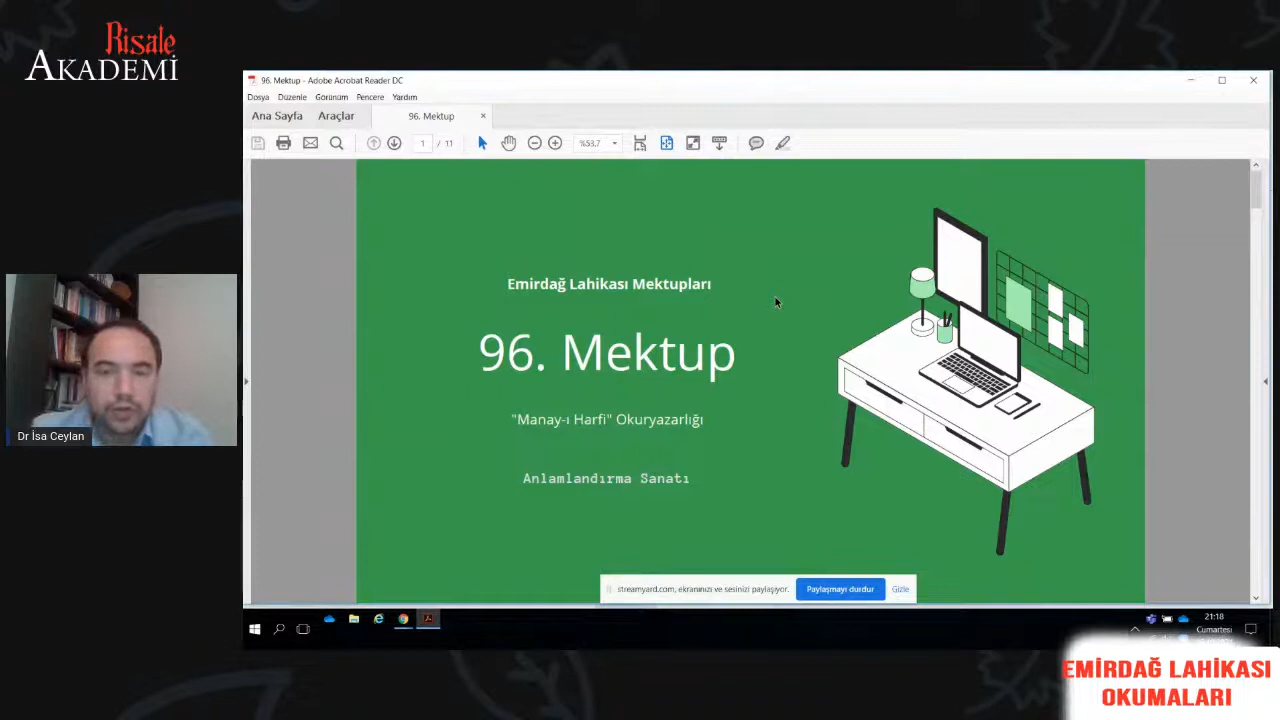 Risale
AKADEMİ
96. Mektup - Adobe Acrobat Reader DC
Dosya Düzenle Görünüm Pencere Yardım
Ana Sayfa Araçlar 96. Mektup ×
1 / 11 %53,7
Emirdağ Lahikası Mektupları
96. Mektup
"Manay-ı Harfi" Okuryazarlığı
Anlamlandırma Sanatı
Dr İsa Ceylan
streamyard.com, ekranınızı ve sesinizi paylaşıyor. Paylaşmayı durdur Gizle
21:18
Cumartesi
EMİRDAĞ LAHİKASI
OKUMALARI